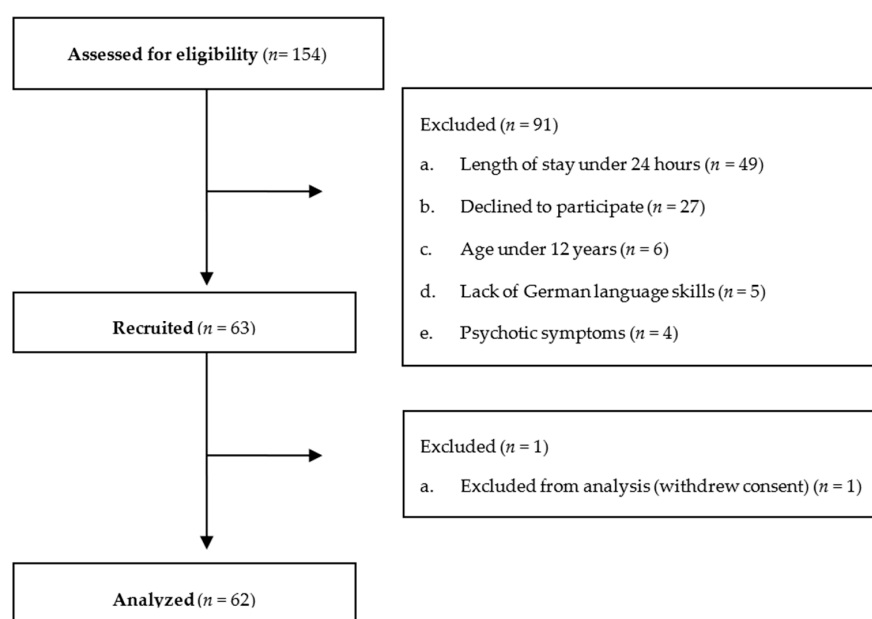 Assessed for eligibility (n= 154)
Excluded (n = 91)
a. Length of stay under 24 hours (n = 49)
b. Declined to participate (n = 27)
c. Age under 12 years (n = 6)
d. Lack of German language skills (n = 5)
e. Psychotic symptoms (n = 4)
Recruited (n = 63)
Excluded (n = 1)
a. Excluded from analysis (withdrew consent) (n = 1)
Analyzed (n = 62)